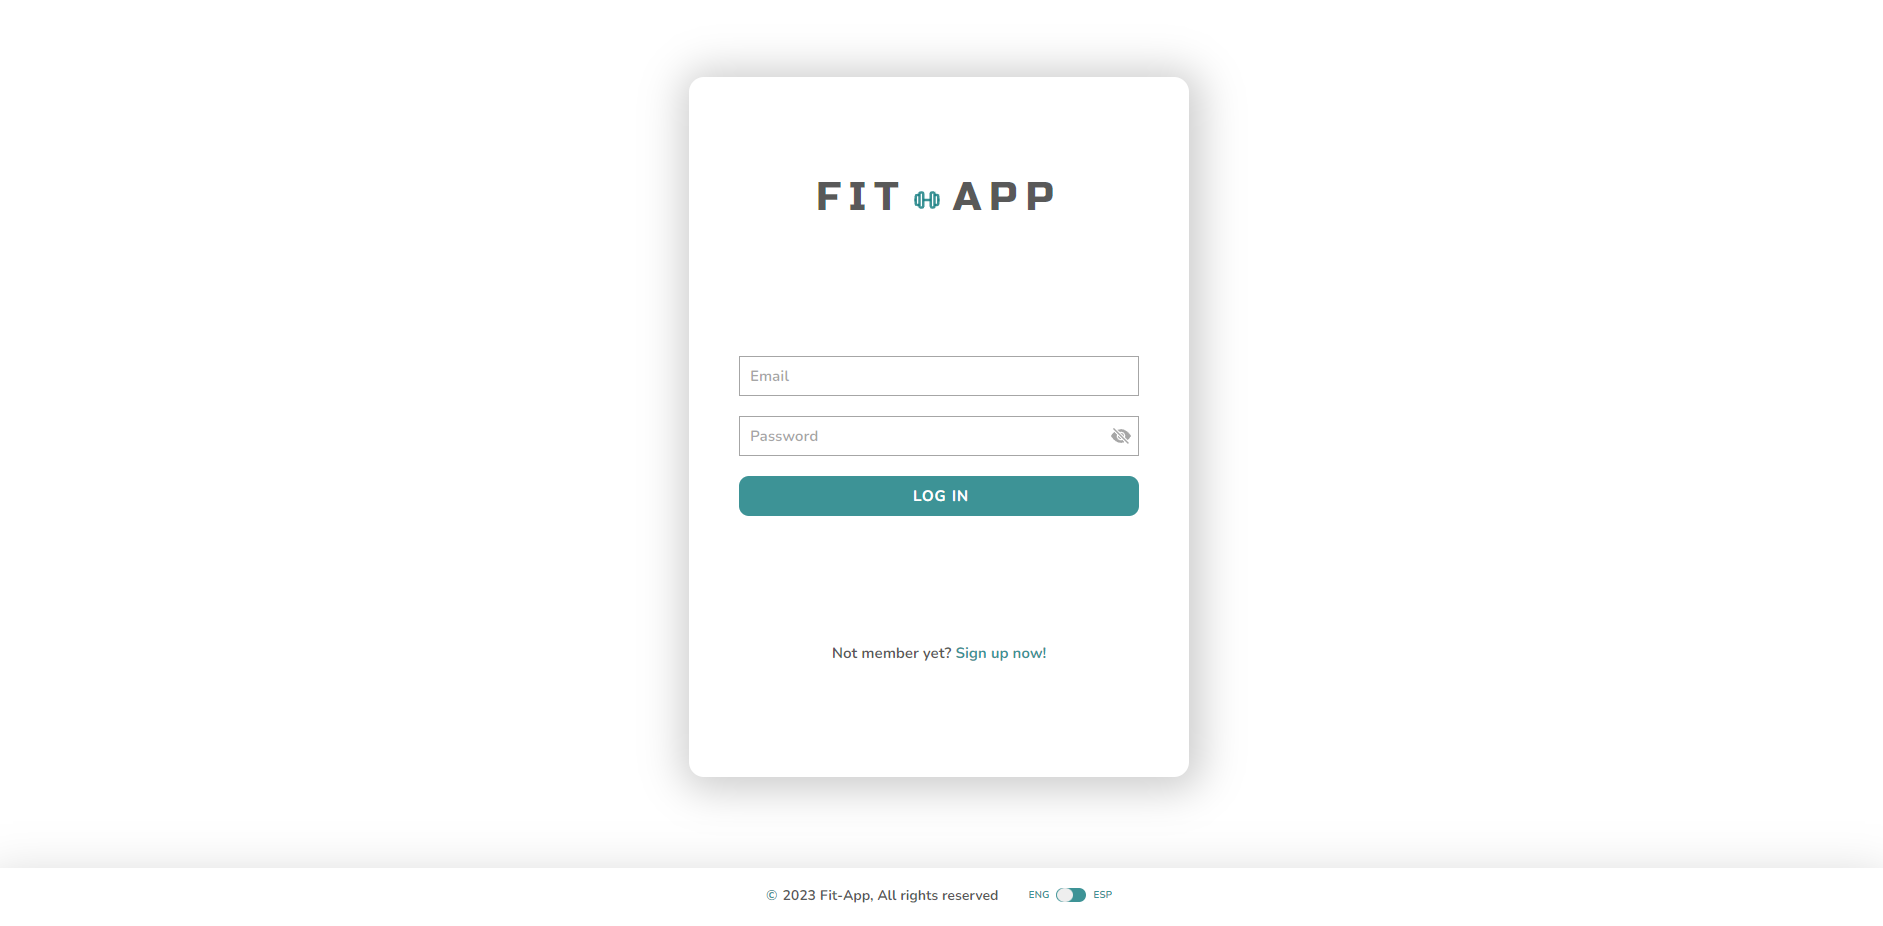 FIT APP
Email
Password
LOG IN
Not member yet? Sign up now!
© 2023 Fit-App, All rights reserved ENG ESP